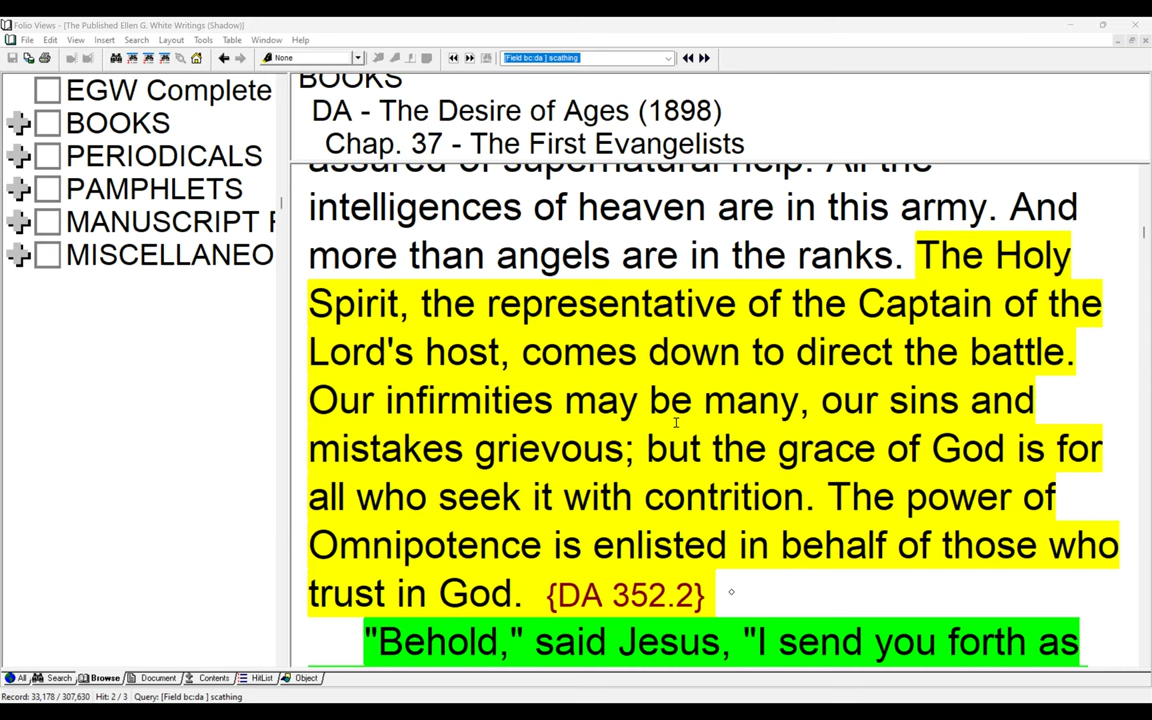 Folio Views - [The Published Ellen G. White Writings (Shadow)]
File Edit View Insert Search Layout Tools Table Window Help
None
[Field bc:da ] scathing
EGW Complete
BOOKS
PERIODICALS
PAMPHLETS
MANUSCRIPT
MISCELLANEO
BOOKS
DA - The Desire of Ages (1898)
Chap. 37 - The First Evangelists
assured of supernatural help. All the
intelligences of heaven are in this army. And
more than angels are in the ranks. The Holy
Spirit, the representative of the Captain of the
Lord's host, comes down to direct the battle.
Our infirmities may be many, our sins and
mistakes grievous; but the grace of God is for
all who seek it with contrition. The power of
Omnipotence is enlisted in behalf of those who
trust in God. {DA 352.2}
"Behold," said Jesus, "I send you forth as
All Search Browse Document Contents HitList Object
Record: 33,178 / 307,630 Hit: 2 / 3 Query: [Field bc:da ] scathing